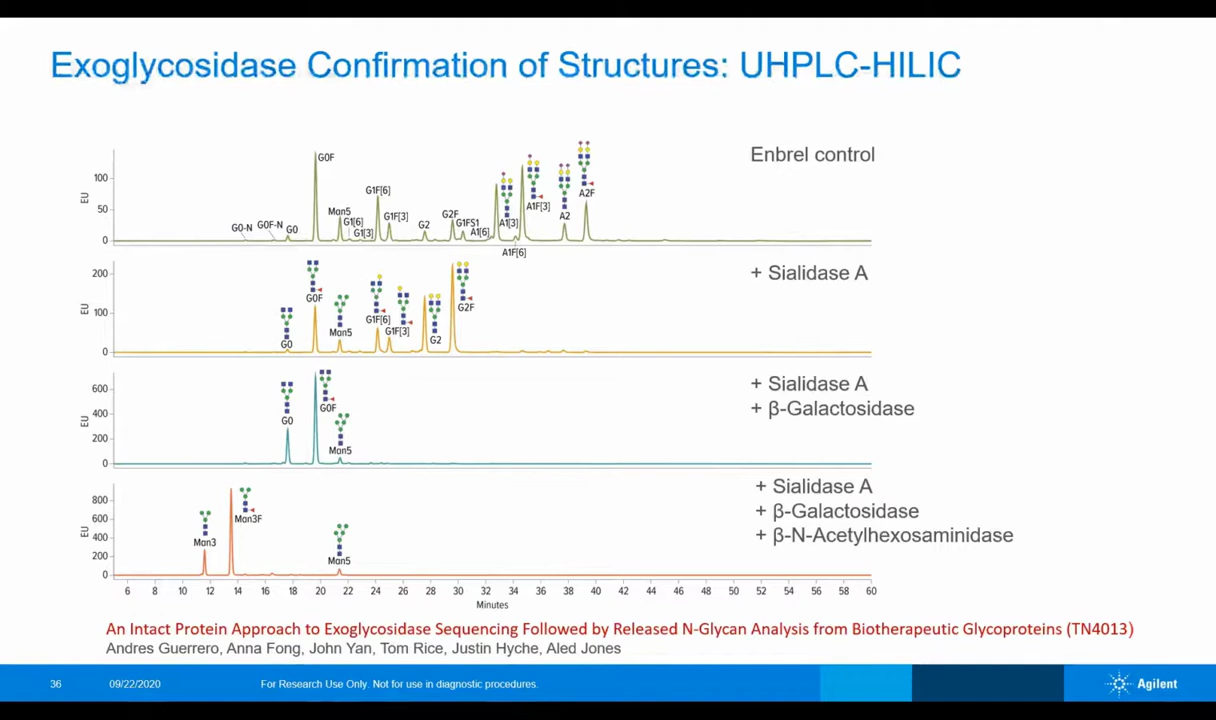 Exoglycosidase Confirmation of Structures: UHPLC-HILIC
Enbrel control
EU
100
50
0
G0-N
G0F-N
G0
G0F
Man5
G1[6]
G1[3]
G1F[6]
G1F[3]
G2
G2F
G1FS1
A1[6]
A1[3]
A1F[6]
A1F[3]
A2
A2F
+ Sialidase A
EU
200
100
0
G0
G0F
Man5
G1F[6]
G1F[3]
G2
G2F
+ Sialidase A
+ β-Galactosidase
EU
600
400
200
0
G0
G0F
Man5
+ Sialidase A
+ β-Galactosidase
+ β-N-Acetylhexosaminidase
EU
800
600
400
200
0
Man3
Man3F
Man5
6 8 10 12 14 16 18 20 22 24 26 28 30 32 34 36 38 40 42 44 46 48 50 52 54 56 58 60
Minutes
An Intact Protein Approach to Exoglycosidase Sequencing Followed by Released N-Glycan Analysis from Biotherapeutic Glycoproteins (TN4013)
Andres Guerrero, Anna Fong, John Yan, Tom Rice, Justin Hyche, Aled Jones
36 09/22/2020 For Research Use Only. Not for use in diagnostic procedures. Agilent